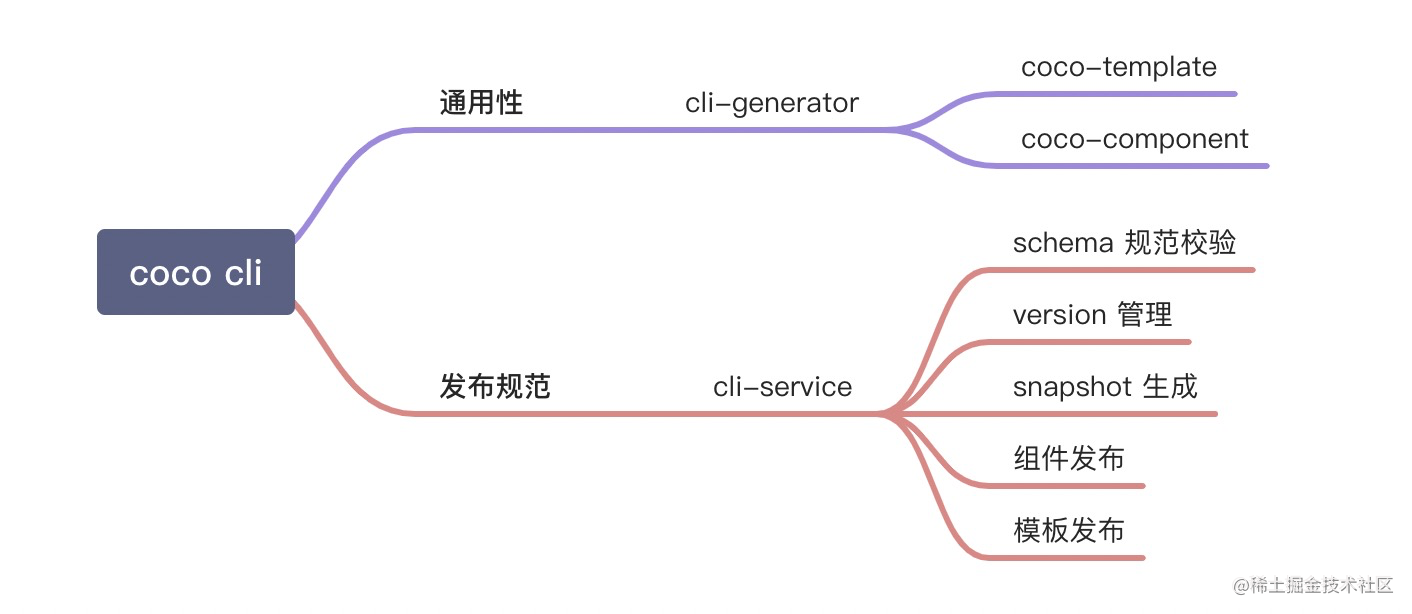 coco cli
通用性
cli-generator
coco-template
coco-component
发布规范
cli-service
schema 规范校验
version 管理
snapshot 生成
组件发布
模板发布
@稀土掘金技术社区